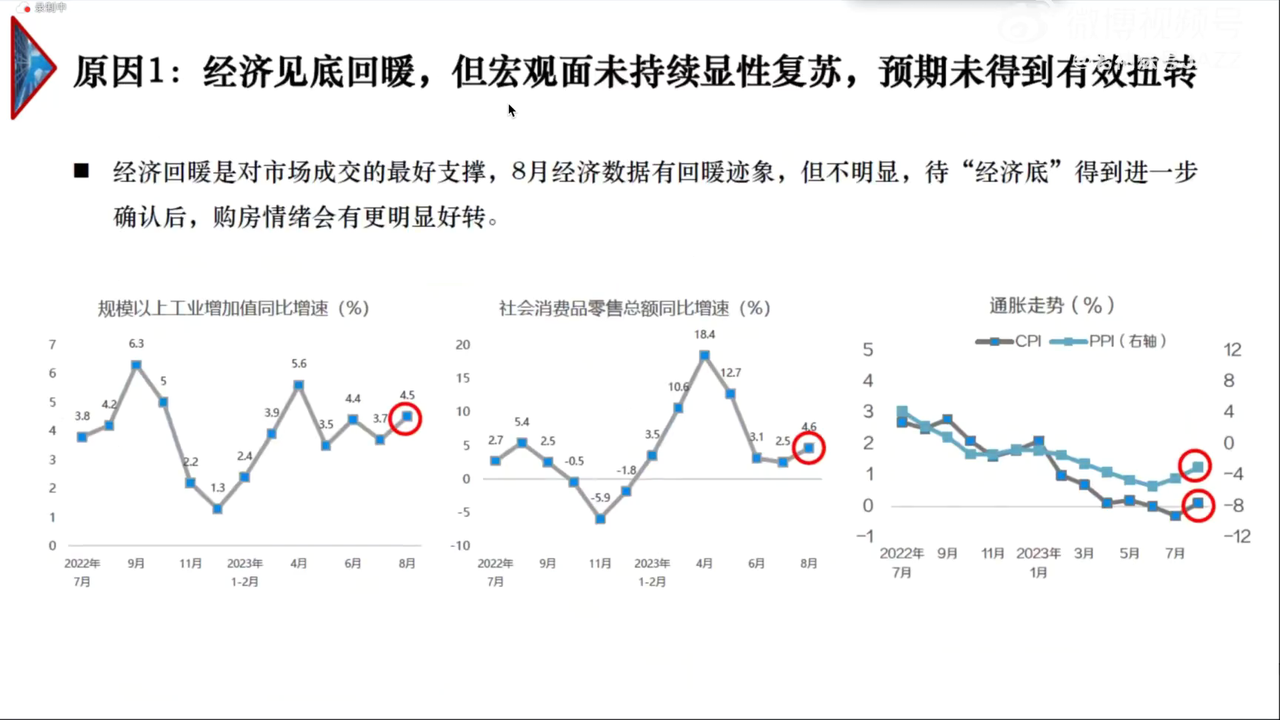 录制中
微博视频号
原因1：经济见底回暖，但宏观面未持续显性复苏，预期未得到有效扭转
■ 经济回暖是对市场成交的最好支撑，8月经济数据有回暖迹象，但不明显，待“经济底”得到进一步
确认后，购房情绪会有更明显好转。
规模以上工业增加值同比增速（%）
7
6
5
4
3
2
1
0
3.8
4.2
6.3
5
2.2
1.3
2.4
3.9
5.6
3.5
4.4
3.7
4.5
2022年
7月
9月
11月
2023年
1-2月
4月
6月
8月
社会消费品零售总额同比增速（%）
20
15
10
5
0
-5
-10
2.7
5.4
2.5
-0.5
-5.9
-1.8
3.5
10.6
18.4
12.7
3.1
2.5
4.6
2022年
7月
9月
11月
2023年
1-2月
4月
6月
8月
通胀走势（%）
CPI PPI（右轴）
5
4
3
2
1
0
-1
12
8
4
0
-4
-8
-12
2022年
7月
9月
11月
2023年
1月
3月
5月
7月